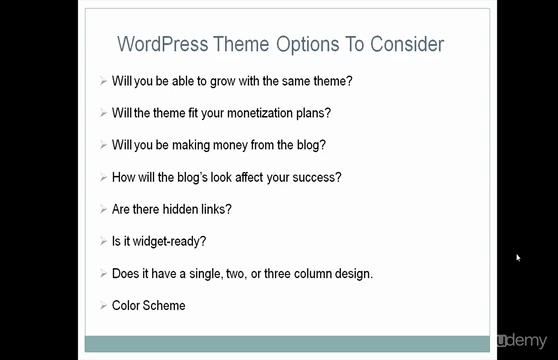 WordPress Theme Options To Consider
Will you be able to grow with the same theme?
Will the theme fit your monetization plans?
Will you be making money from the blog?
How will the blog's look affect your success?
Are there hidden links?
Is it widget-ready?
Does it have a single, two, or three column design.
Color Scheme
udemy